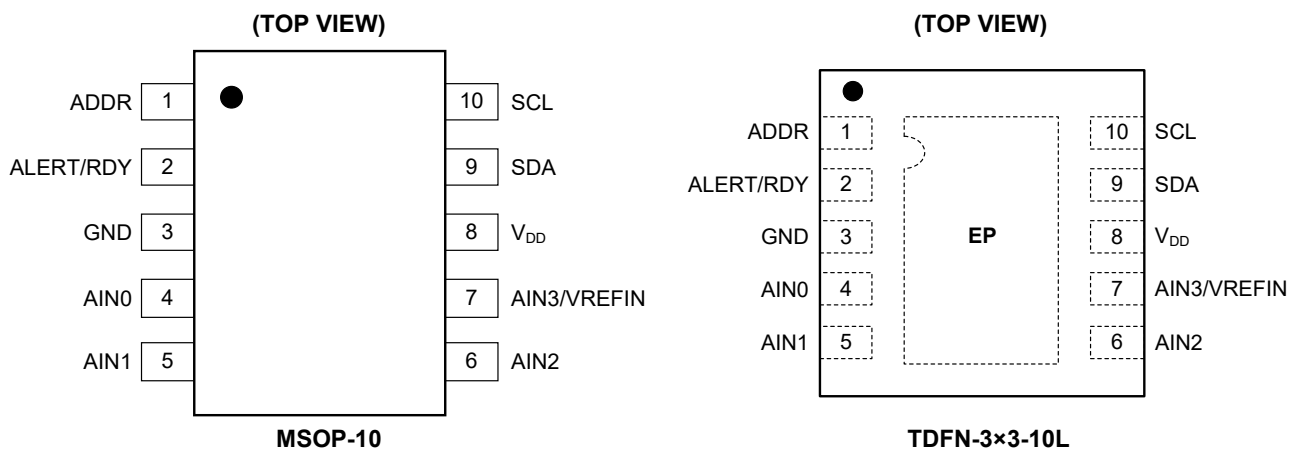 (TOP VIEW)
ADDR 1
10 SCL
ALERT/RDY 2
9 SDA
GND 3
8 VDD
AIN0 4
7 AIN3/VREFIN
AIN1 5
6 AIN2
MSOP-10
(TOP VIEW)
ADDR 1
10 SCL
ALERT/RDY 2
9 SDA
GND 3
EP
8 VDD
AIN0 4
7 AIN3/VREFIN
AIN1 5
6 AIN2
TDFN-3×3-10L